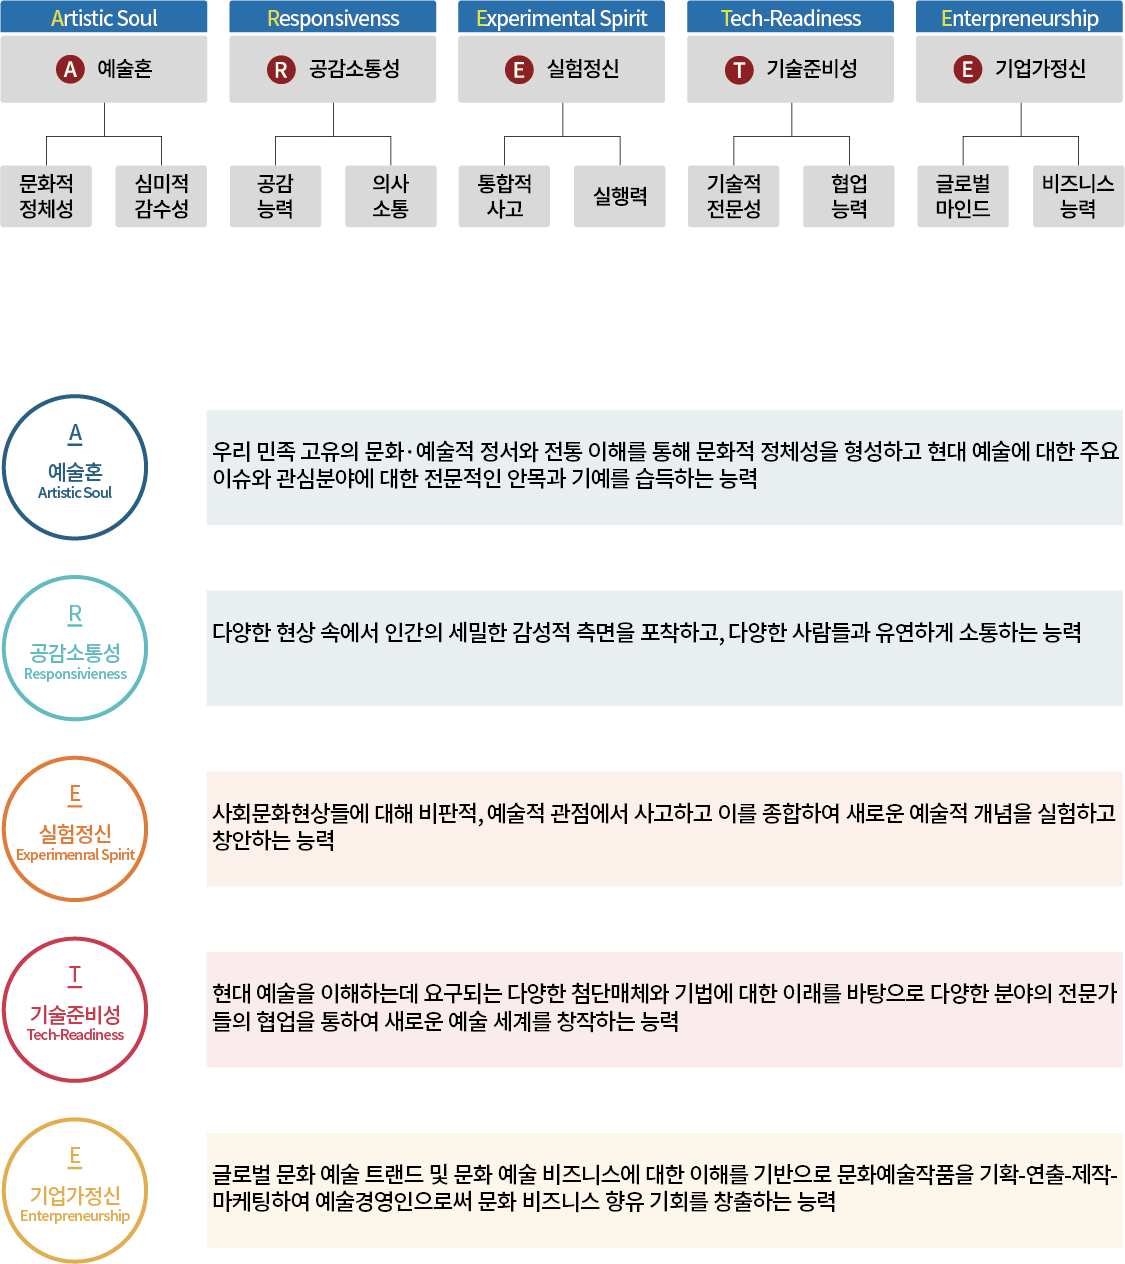 Artistic Soul
Responsivenss
Experimental Spirit
Tech-Readiness
Enterpreneurship
A 예술혼
R 공감소통성
E 실험정신
T 기술준비성
E 기업가정신
문화적
정체성
심미적
감수성
공감
능력
의사
소통
통합적
사고
실행력
기술적
전문성
협업
능력
글로벌
마인드
비즈니스
능력
A
예술혼
Artistic Soul
우리 민족 고유의 문화·예술적 정서와 전통 이해를 통해 문화적 정체성을 형성하고 현대 예술에 대한 주요
이슈와 관심분야에 대한 전문적인 안목과 기예를 습득하는 능력
R
공감소통성
Responsivieness
다양한 현상 속에서 인간의 세밀한 감성적 측면을 포착하고, 다양한 사람들과 유연하게 소통하는 능력
E
실험정신
Experimenral Spirit
사회문화현상들에 대해 비판적, 예술적 관점에서 사고하고 이를 종합하여 새로운 예술적 개념을 실험하고
창안하는 능력
T
기술준비성
Tech-Readiness
현대 예술을 이해하는데 요구되는 다양한 첨단매체와 기법에 대한 이래를 바탕으로 다양한 분야의 전문가
들의 협업을 통하여 새로운 예술 세계를 창작하는 능력
E
기업가정신
Enterpreneurship
글로벌 문화 예술 트랜드 및 문화 예술 비즈니스에 대한 이해를 기반으로 문화예술작품을 기획-연출-제작-
마케팅하여 예술경영인으로써 문화 비즈니스 향유 기회를 창출하는 능력